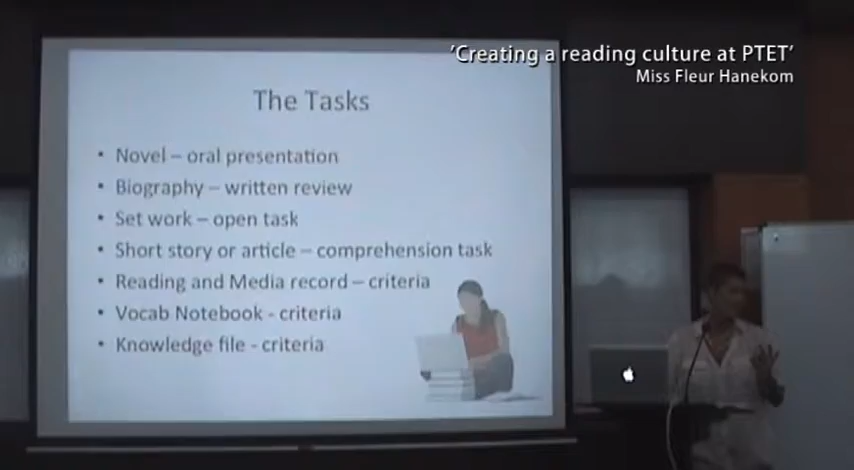 'Creating a reading culture at PTET'
Miss Fleur Hanekom
The Tasks
• Novel – oral presentation
• Biography – written review
• Set work – open task
• Short story or article – comprehension task
• Reading and Media record – criteria
• Vocab Notebook - criteria
• Knowledge file - criteria